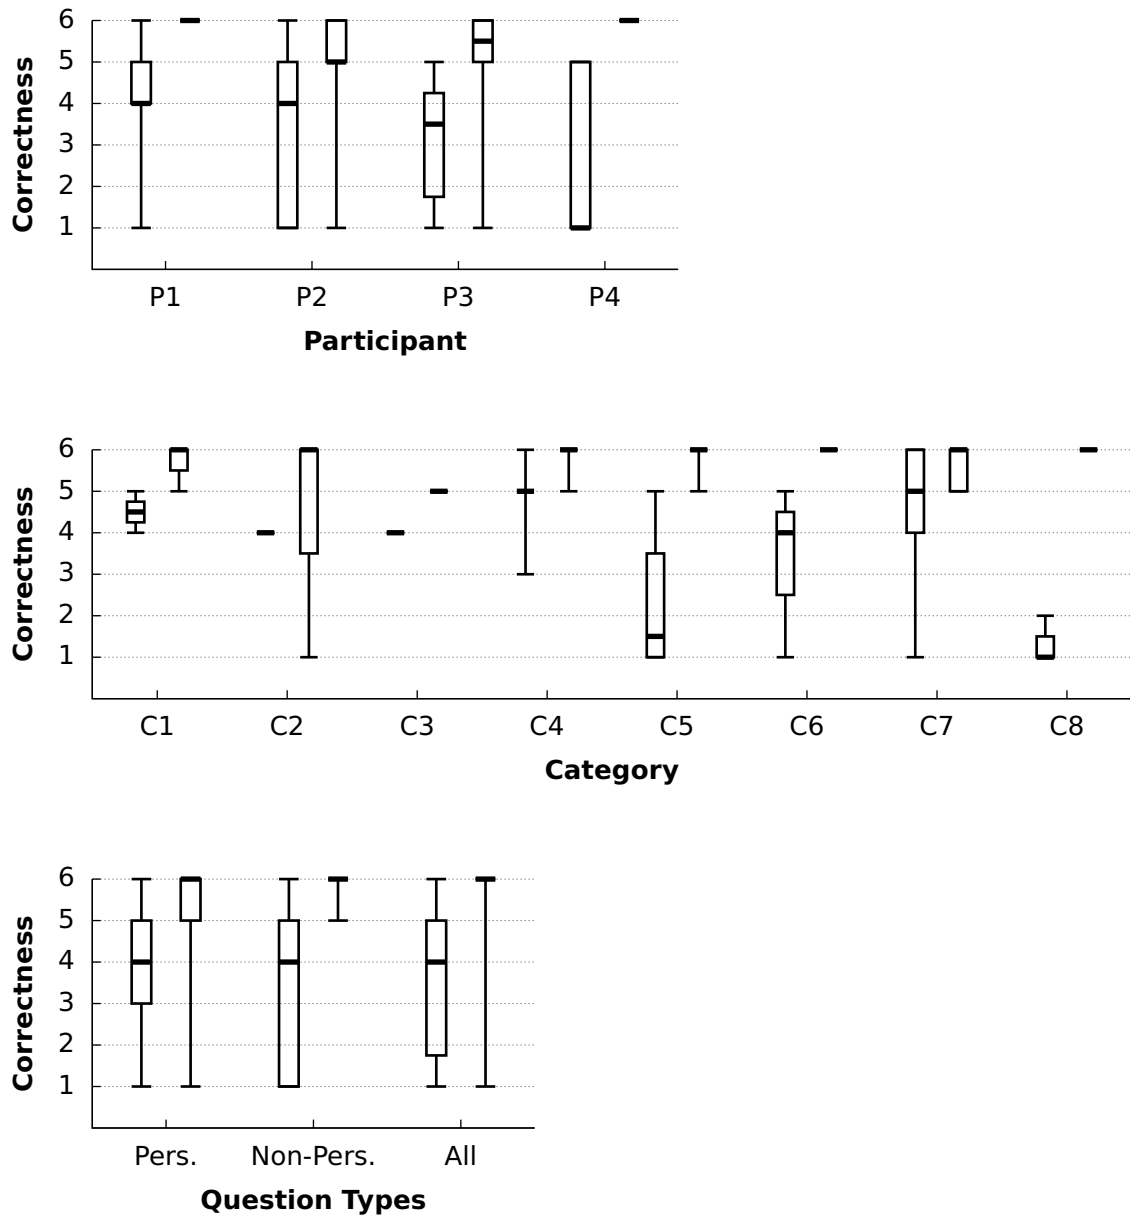 Correctness
6
5
4
3
2
1
P1 P2 P3 P4
Participant
Correctness
6
5
4
3
2
1
C1 C2 C3 C4 C5 C6 C7 C8
Category
Correctness
6
5
4
3
2
1
Pers. Non-Pers. All
Question Types